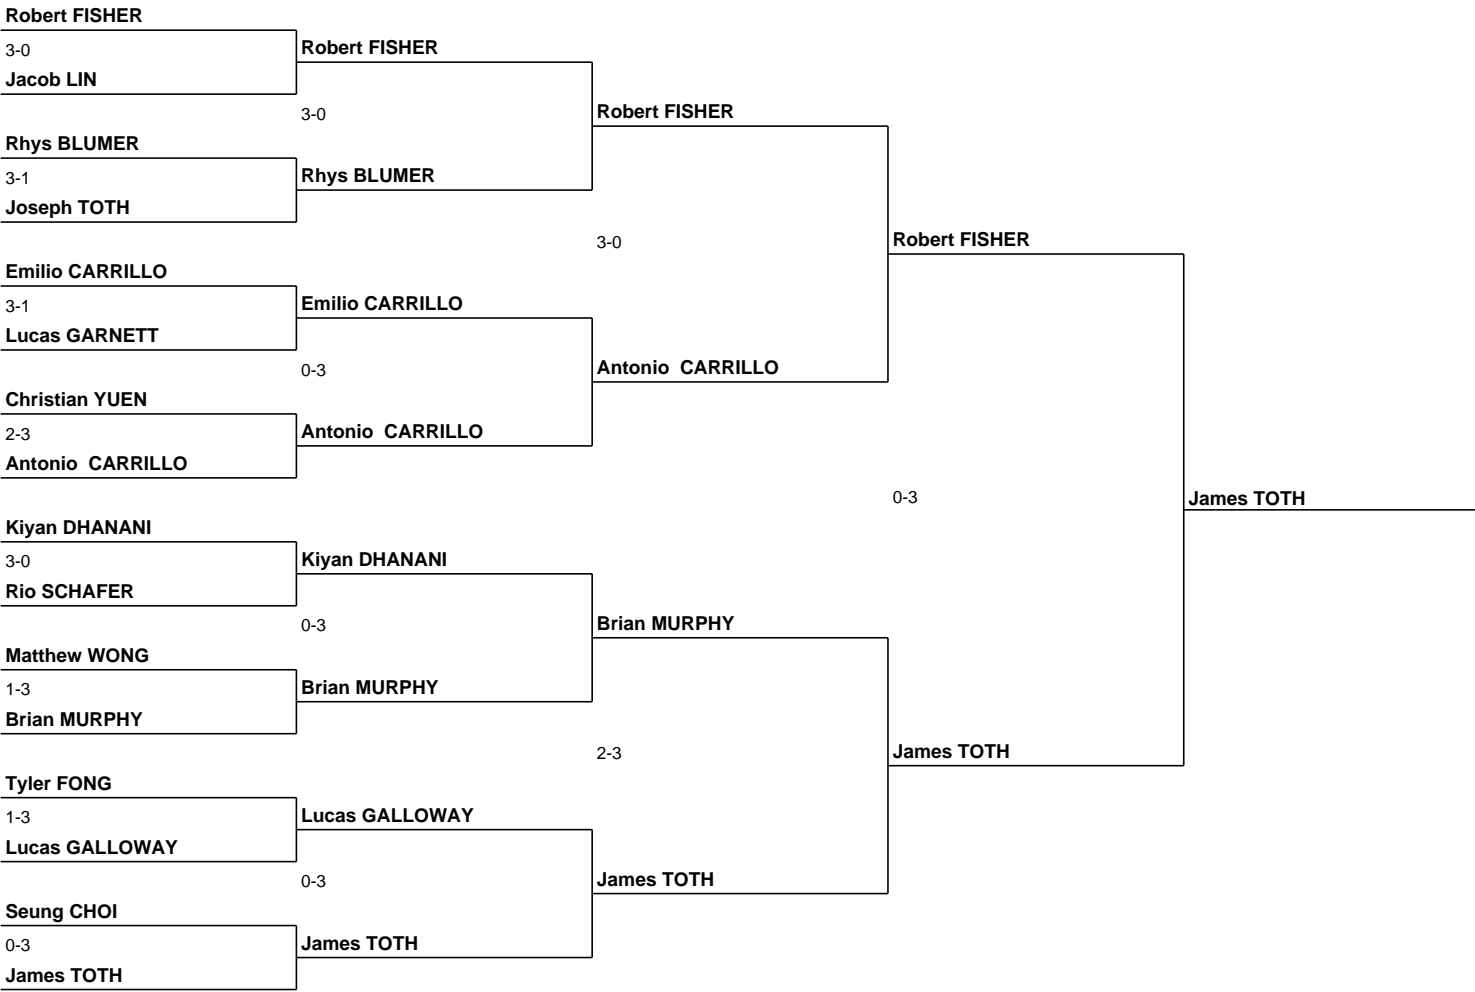 Robert FISHER
3-0
Jacob LIN
Rhys BLUMER
3-1
Joseph TOTH
Emilio CARRILLO
3-1
Lucas GARNETT
Christian YUEN
2-3
Antonio  CARRILLO
Kiyan DHANANI
3-0
Rio SCHAFER
Matthew WONG
1-3
Brian MURPHY
Tyler FONG
1-3
Lucas GALLOWAY
Seung CHOI
0-3
James TOTH
Robert FISHER
3-0
Rhys BLUMER
Emilio CARRILLO
0-3
Antonio  CARRILLO
Kiyan DHANANI
0-3
Brian MURPHY
Lucas GALLOWAY
0-3
James TOTH
Robert FISHER
3-0
Antonio  CARRILLO
Brian MURPHY
2-3
James TOTH
Robert FISHER
0-3
James TOTH
James TOTH